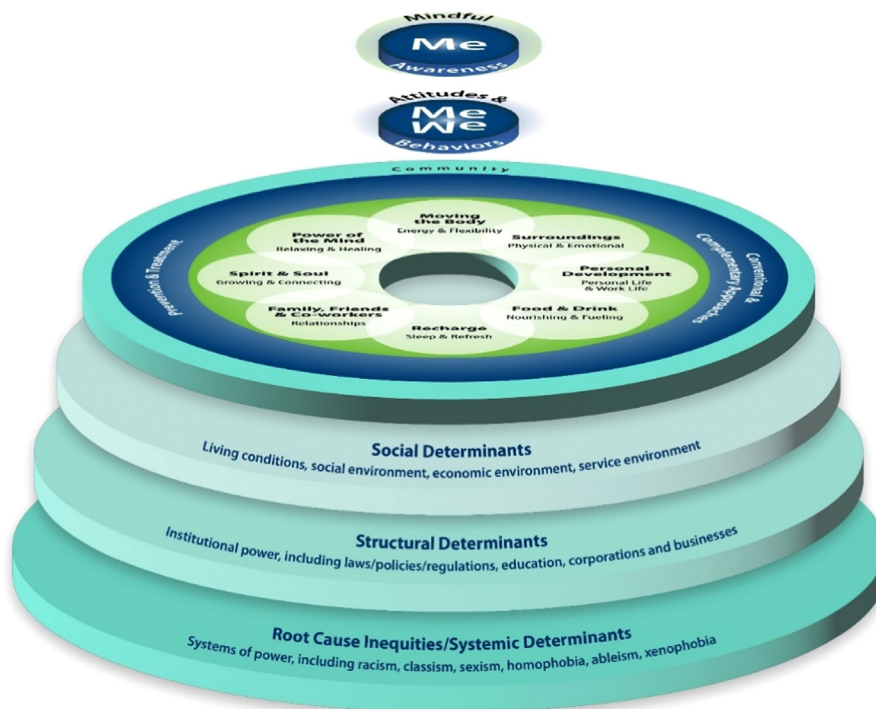 Mindful
Me
Awareness
Attitudes &
Me
We
Behaviors
Community
Prevention & Treatment
Conventional &
Complementary Approaches
Moving
the Body
Energy & Flexibility
Surroundings
Physical & Emotional
Personal
Development
Personal Life
& Work Life
Food & Drink
Nourishing & Fueling
Recharge
Sleep & Refresh
Family, Friends
& Co-workers
Relationships
Spirit & Soul
Growing & Connecting
Power of
the Mind
Relaxing & Healing
Social Determinants
Living conditions, social environment, economic environment, service environment
Structural Determinants
Institutional power, including laws/policies/regulations, education, corporations and businesses
Root Cause Inequities/Systemic Determinants
Systems of power, including racism, classism, sexism, homophobia, ableism, xenophobia